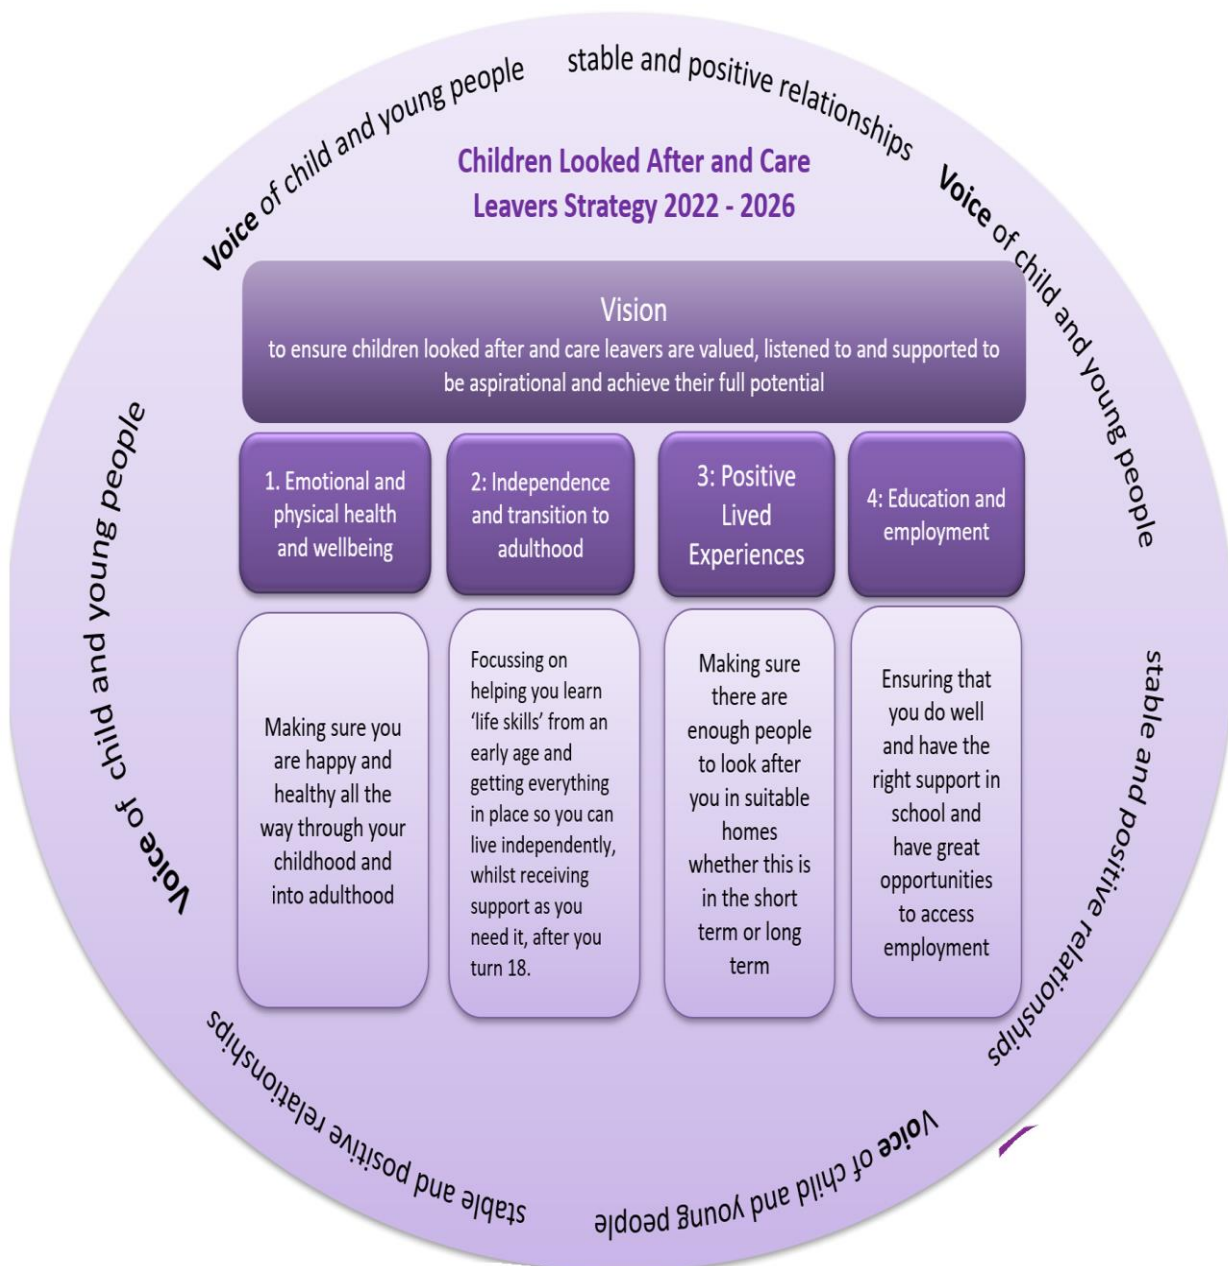 Voice of child and young people
stable and positive relationships
Voice of child and young people
stable and positive relationships
Voice of child and young people
stable and positive relationships
Voice of child and young people
Children Looked After and Care
Leavers Strategy 2022 - 2026
Vision
to ensure children looked after and care leavers are valued, listened to and supported to
be aspirational and achieve their full potential
1. Emotional and
physical health
and wellbeing
2: Independence
and transition to
adulthood
3: Positive
Lived
Experiences
4: Education and
employment
Making sure you
are happy and
healthy all the
way through your
childhood and
into adulthood
Focussing on
helping you learn
‘life skills’ from an
early age and
getting everything
in place so you can
live independently,
whilst receiving
support as you
need it, after you
turn 18.
Making sure
there are
enough people
to look after
you in suitable
homes
whether this is
in the short
term or long
term
Ensuring that
you do well
and have the
right support in
school and
have great
opportunities
to access
employment